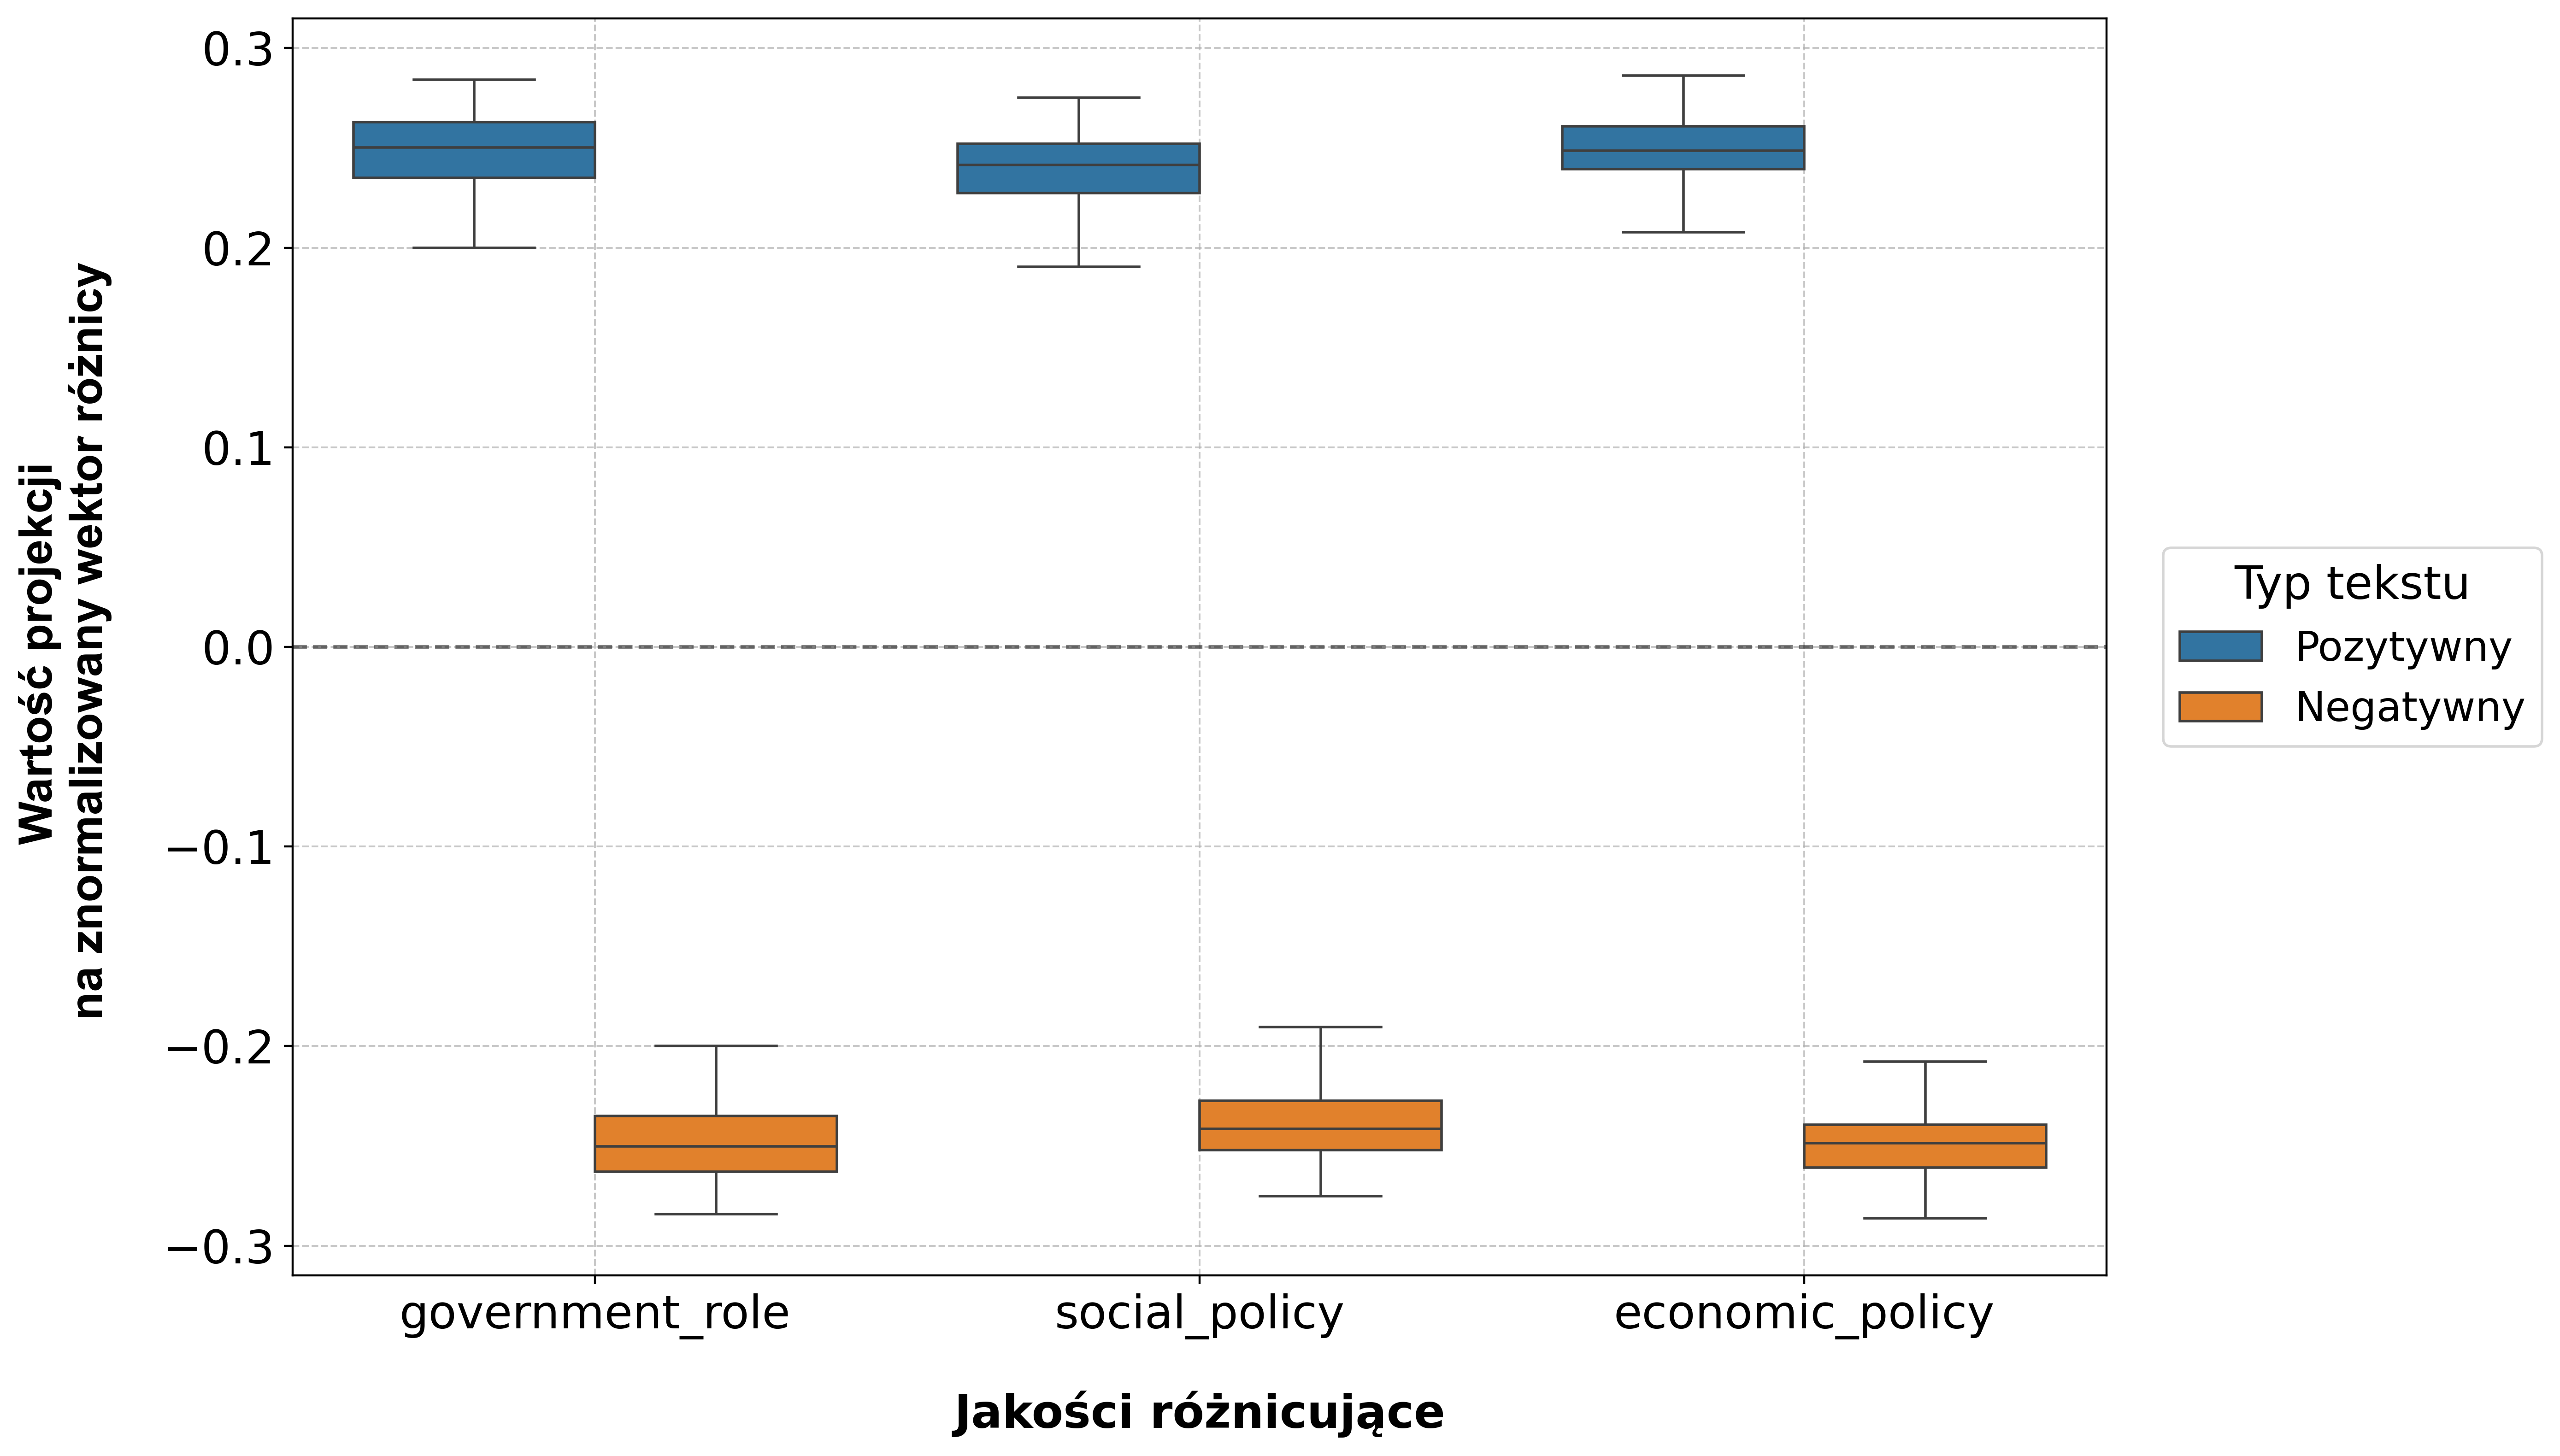 Wartość projekcji
na znormalizowany wektor różnicy
0.3
0.2
0.1
0.0
−0.1
−0.2
−0.3
government_role
social_policy
economic_policy
Jakości różnicujące
Typ tekstu
Pozytywny
Negatywny